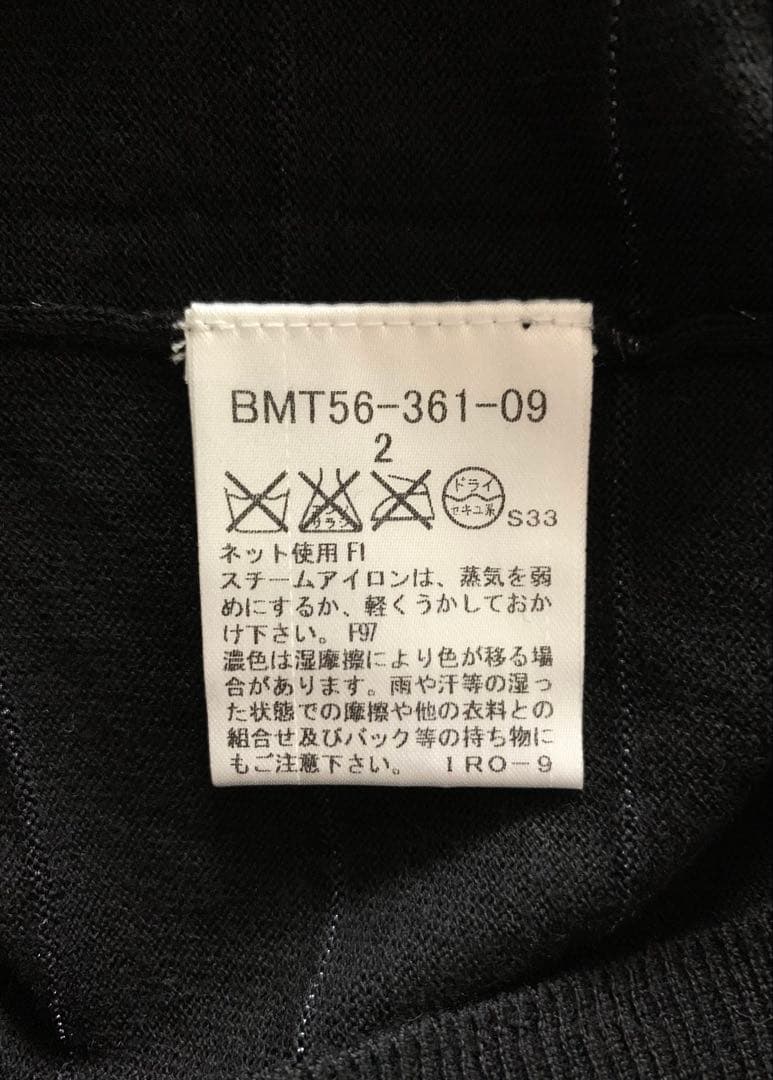 BMT56-361-09
2
ドライ
セキユ系
S33
ネット使用 F1
スチームアイロンは、蒸気を弱
めにするか、軽くうかしておか
け下さい。 F97
濃色は湿摩擦により色が移る場
合があります。雨や汗等の湿っ
た状態での摩擦や他の衣料との
組合せ及びバック等の持ち物に
もご注意下さい。 IRO-9